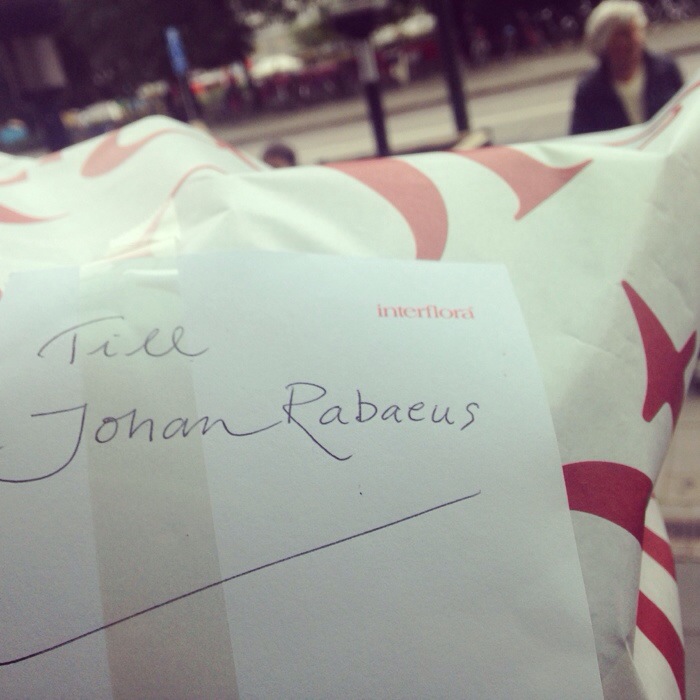 interflora
Till
Johan Rabaeus